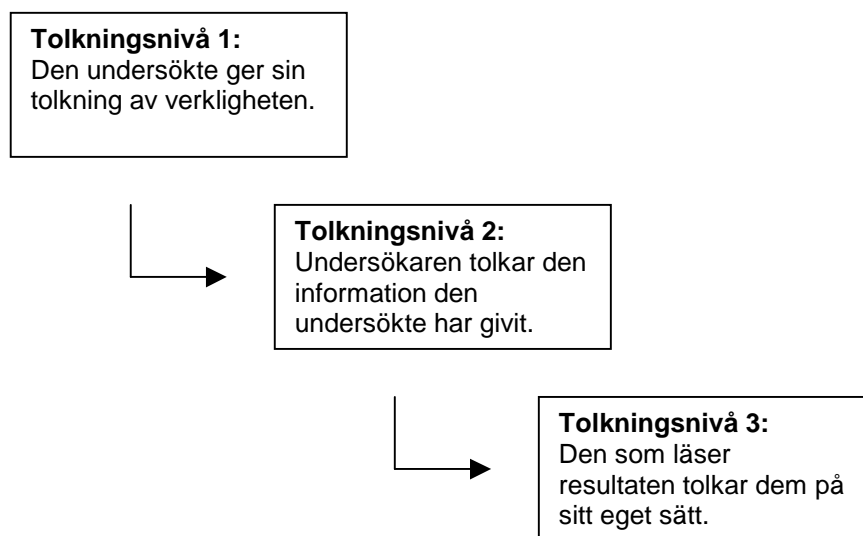 Tolkningsnivå 1:
Den undersökte ger sin
tolkning av verkligheten.
Tolkningsnivå 2:
Undersökaren tolkar den
information den
undersökte har givit.
Tolkningsnivå 3:
Den som läser
resultaten tolkar dem på
sitt eget sätt.